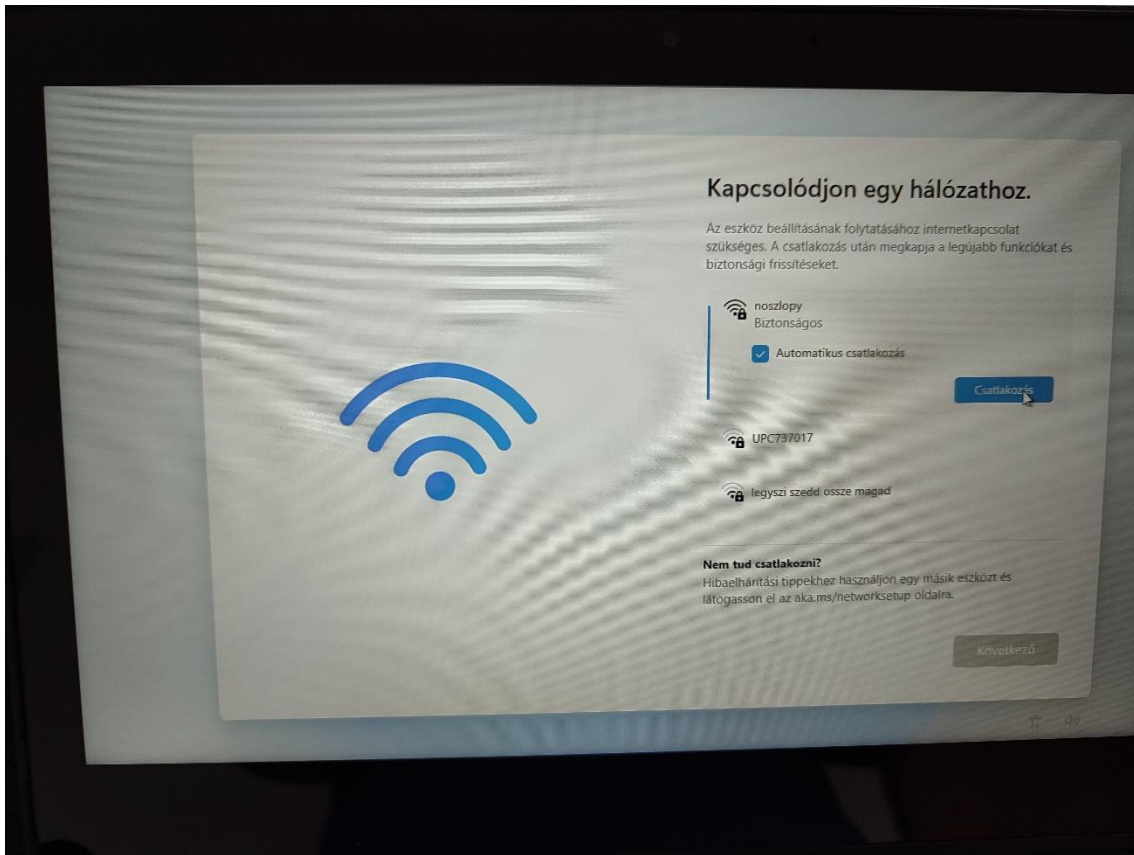 Kapcsolódjon egy hálózathoz.
Az eszköz beállításának folytatásához internetkapcsolat
szükséges. A csatlakozás után megkapja a legújabb funkciókat és
biztonsági frissítéseket.
noszlopy
Biztonságos
Automatikus csatlakozás
Csatlakozás
UPC737017
legyszi szedd ossze magad
Nem tud csatlakozni?
Hibaelhárítási tippekhez használjon egy másik eszközt és
látogasson el az aka.ms/networksetup oldalra.
Következő